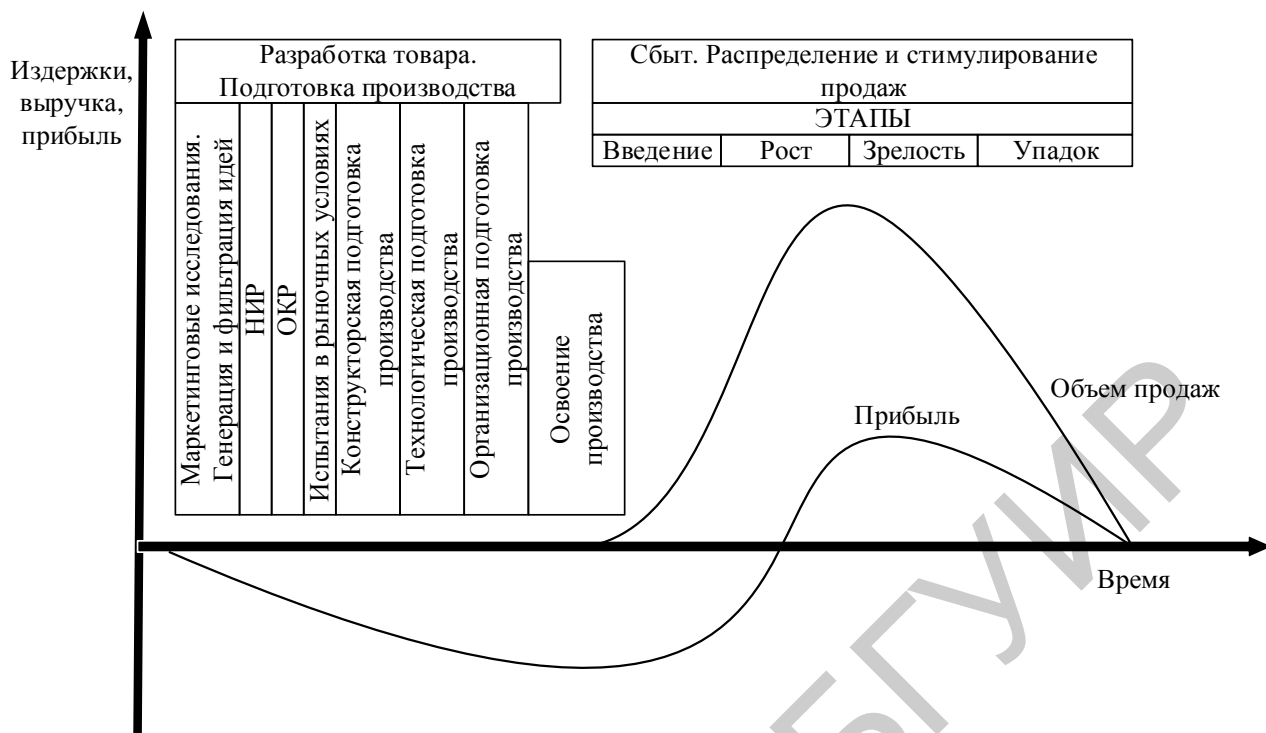 Издержки,
выручка,
прибыль
Разработка товара.
Подготовка производства
Маркетинговые исследования.
Генерация и фильтрация идей
НИР
ОКР
Испытания в рыночных условиях
Конструкторская подготовка
производства
Технологическая подготовка
производства
Организационная подготовка
производства
Освоение
производства
Сбыт. Распределение и стимулирование
продаж
ЭТАПЫ
Введение
Рост
Зрелость
Упадок
Объем продаж
Прибыль
Время
БГУИР